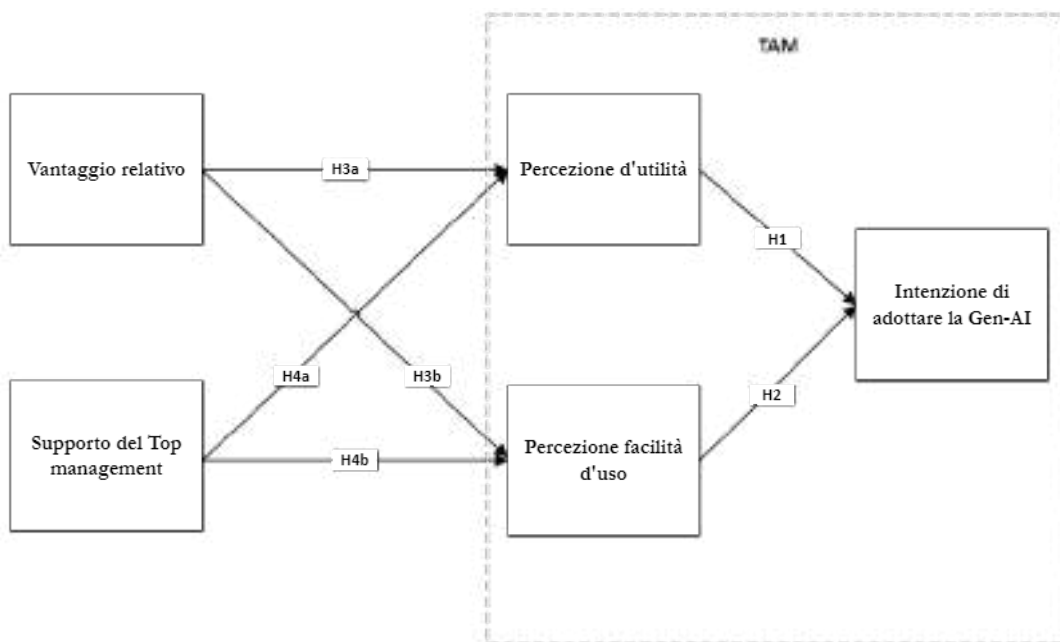 TAM
Vantaggio relativo
H3a
Percezione d'utilità
H1
Intenzione di
adottare la Gen-AI
H4a
H3b
H2
Supporto del Top
management
H4b
Percezione facilità
d'uso